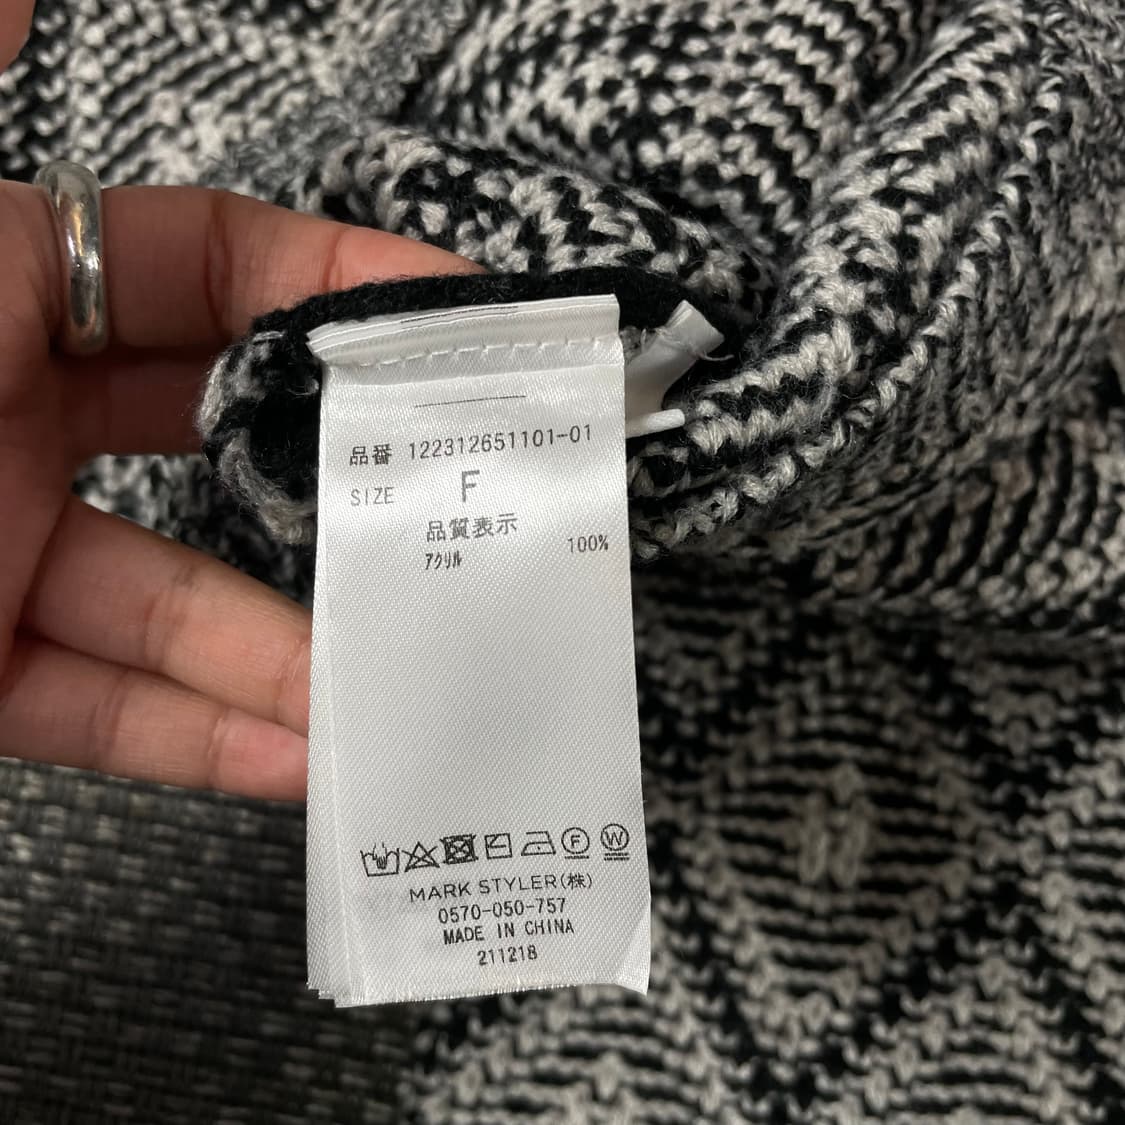 品番 122312651101-01
SIZE F
品質表示
アクリル 100%
F W
MARK STYLER(株)
0570-050-757
MADE IN CHINA
211218